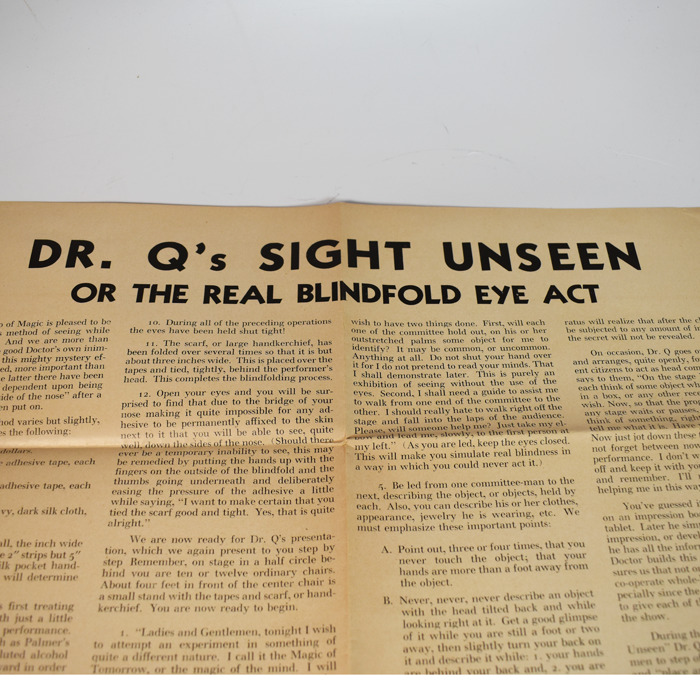 DR. Q's SIGHT UNSEEN
OR THE REAL BLINDFOLD EYE ACT
of Magic is pleased to be
method of seeing while
And we are more than
good Doctor's own inim-
this mighty mystery ef-
ed, more important than
e latter there have been
dependent upon being
ide of the nose" after a
en put on.
hod varies but slightly,
es the following:
dollars.
adhesive tape, each
adhesive tape, each
vy, dark silk cloth,
all, the inch wide
e 2" strips but 5"
lk pocket hand-
will determine
first treating
th just a little
performance.
h as Palmer's
luted alcohol
ard in order
10. During all of the preceding operations
the eyes have been held shut tight!
11. The scarf, or large handkerchief, has
been folded over several times so that it is but
about three inches wide. This is placed over the
tapes and tied, tightly, behind the performer's
head. This completes the blindfolding process.
12. Open your eyes and you will be sur-
prised to find that due to the bridge of your
nose making it quite impossible for any ad-
hesive to be permanently affixed to the skin
next to it that you will be able to see, quite
well, down the sides of the nose. (Should there
ever be a temporary inability to see, this may
be remedied by putting the hands up with the
fingers on the outside of the blindfold and the
thumbs going underneath and deliberately
easing the pressure of the adhesive a little
while saying, "I want to make certain that you
tied the scarf good and tight. Yes, that is quite
alright."
We are now ready for Dr. Q's presenta-
tion, which we again present to you step by
step Remember, on stage in a half circle be-
hind you are ten or twelve ordinary chairs.
About four feet in front of the center chair is
a small stand with the tapes and scarf, or hand-
kerchief. You are now ready to begin.
1. "Ladies and Gentlemen, tonight I wish
to attempt an experiment in something of
quite a different nature. I call it the Magic of
Tomorrow, or the magic of the mind. I will
wish to have two things done. First, will each
one of the committee hold out, on his or her
outstretched palms some object for me to
identify? It may be common, or uncommon.
Anything at all. Do not shut your hand over
it for I do not pretend to read your minds. That
I shall demonstrate later. This is purely an
exhibition of seeing without the use of the
eyes. Second, I shall need a guide to assist me
to walk from one end of the committee to the
other. I should really hate to walk right off the
stage and fall into the laps of the audience.
Please, will someone help me? Just take my el-
bow and lead me, slowly, to the first person at
my left." (As you are led, keep the eyes closed.
This will make you simulate real blindness in
a way in which you could never act it.)
5. Be led from one committee-man to the
next, describing the object, or objects, held by
each. Also, you can describe his or her clothes,
appearance, jewelry he is wearing, etc. We
must emphasize these important points:
A. Point out, three or four times, that you
never touch the object; that your
hands are more than a foot away from
the object.
B. Never, never, never describe an object
with the head tilted back and while
looking right at it. Get a good glimpse
of it while you are still a foot or two
away, then slightly turn your back on
it and describe it while: 1. your hands
are behind your back and, 2. you are
ratus will realize that after the
be subjected to any amount of
the secret will not be revealed.
On occasion, Dr. Q goes
and arranges, quite openly, fo
ent citizens to act as head com
says to them, "On the stage
each think of some object w
in a box, or any other rece
wish. Now, so that the pro
any stage waits or pauses
think of something,
tell me what it is.
Now just jot down these
not forget between now
performance. I don't w
off and keep it with yo
and remember. I'll
helping me in this wa
You've guessed i
on an impression bo
tablet. Later he sim
impression, or devel
he has all the infor
Doctor builds this
sures us that not o
co-operate whole
pecially since the
to give each of
the show.
During th
Unseen" Dr. Q
men to step